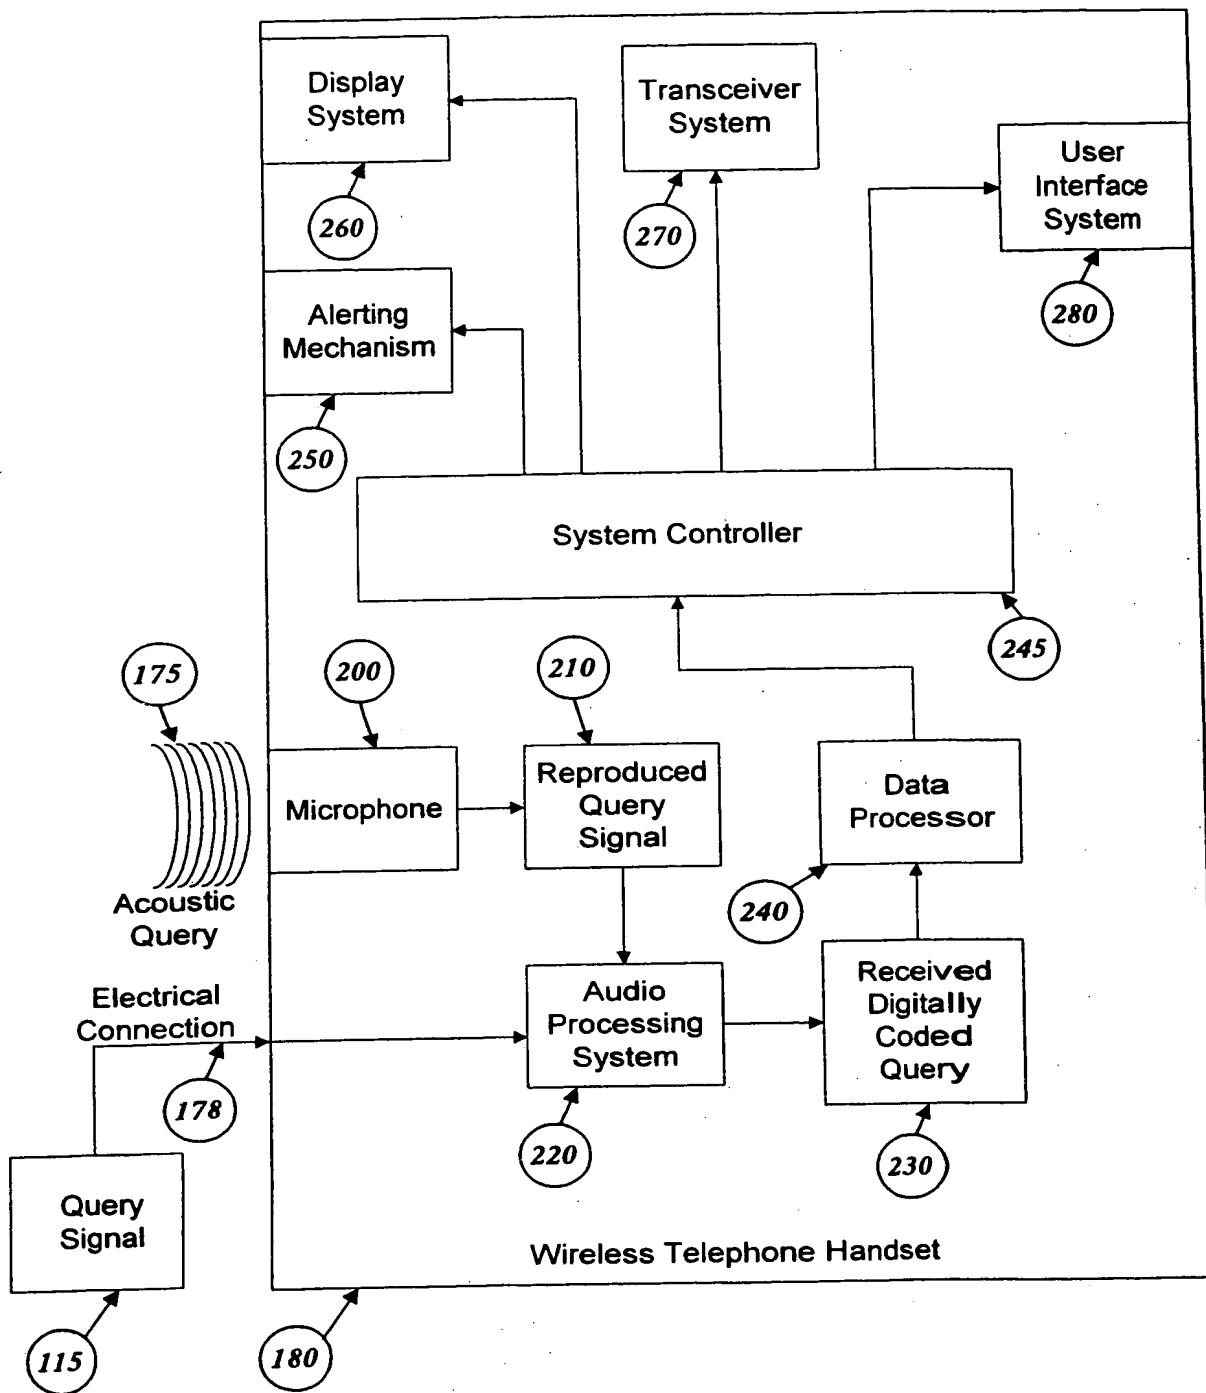 Display
System
260
Transceiver
System
270
User
Interface
System
280
Alerting
Mechanism
250
System Controller
245
175
Acoustic
Query
200
Microphone
210
Reproduced
Query
Signal
Data
Processor
240
Electrical
Connection
178
Audio
Processing
System
220
Received
Digitally
Coded
Query
230
Query
Signal
115
Wireless Telephone Handset
180